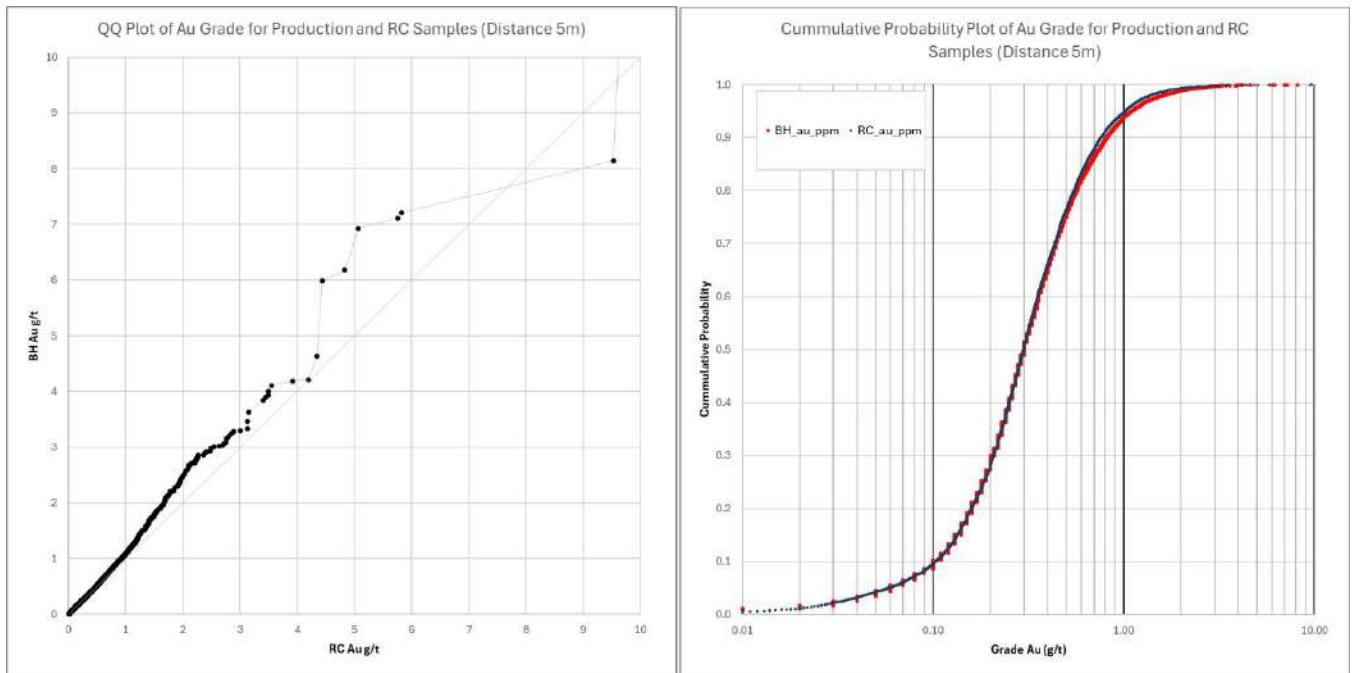 QQ Plot of Au Grade for Production and RC Samples (Distance 5m)
10
9
8
7
6
5
4
3
2
1
0
BH Au g/t
0 1 2 3 4 5 6 7 8 9 10
RC Au g/t
Cummulative Probability Plot of Au Grade for Production and RC
Samples (Distance 5m)
1.0
0.9
0.8
0.7
0.6
0.5
0.4
0.3
0.2
0.1
0.0
Cummulative Probability
BH_au_ppm RC_au_ppm
0.01 0.10 1.00 10.00
Grade Au (g/t)